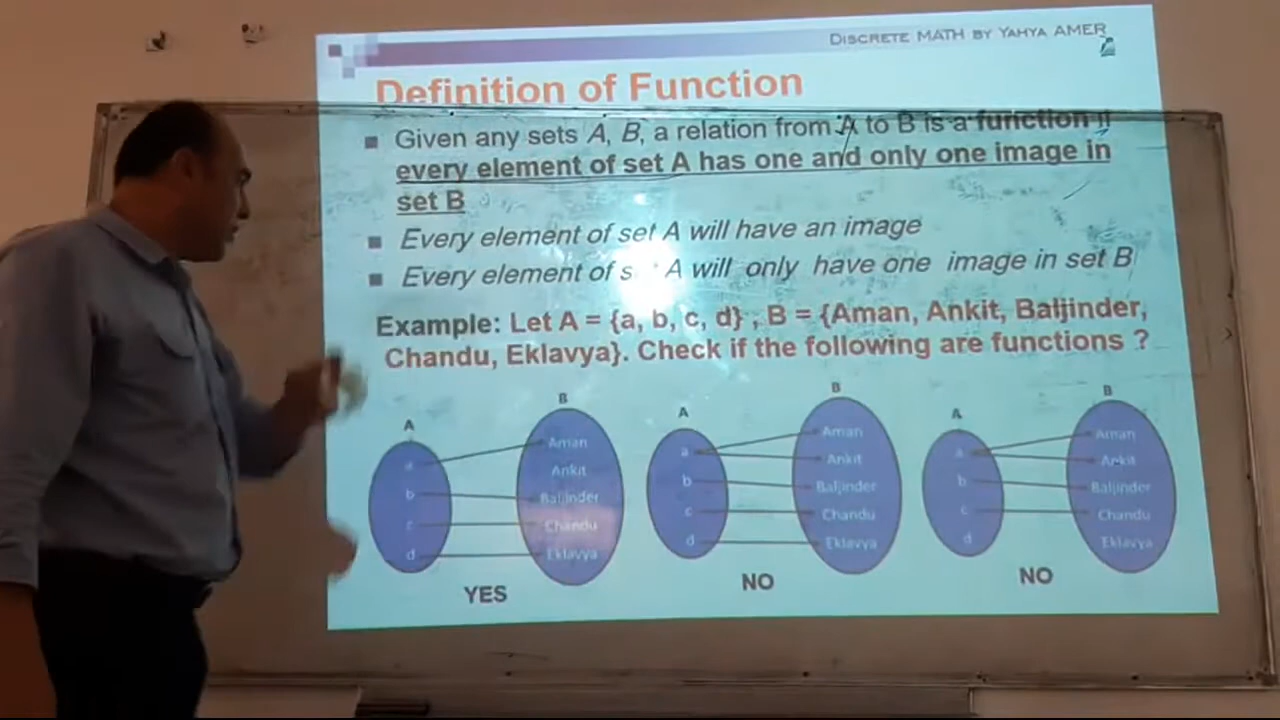 DISCRETE MATH BY YAHYA AMER
Definition of Function
Given any sets A, B, a relation from A to B is a function if
every element of set A has one and only one image in
set B
Every element of set A will have an image
Every element of s A will only have one image in set B
Example: Let A = {a, b, c, d} , B = {Aman, Ankit, Baljinder,
Chandu, Eklavya}. Check if the following are functions ?
A
B
a
b
c
d
Aman
Ankit
Baljinder
Chandu
Eklavya
YES
A
B
a
b
c
d
Aman
Ankit
Baljinder
Chandu
Eklavya
NO
A
B
a
b
c
d
Aman
Ankit
Baljinder
Chandu
Eklavya
NO